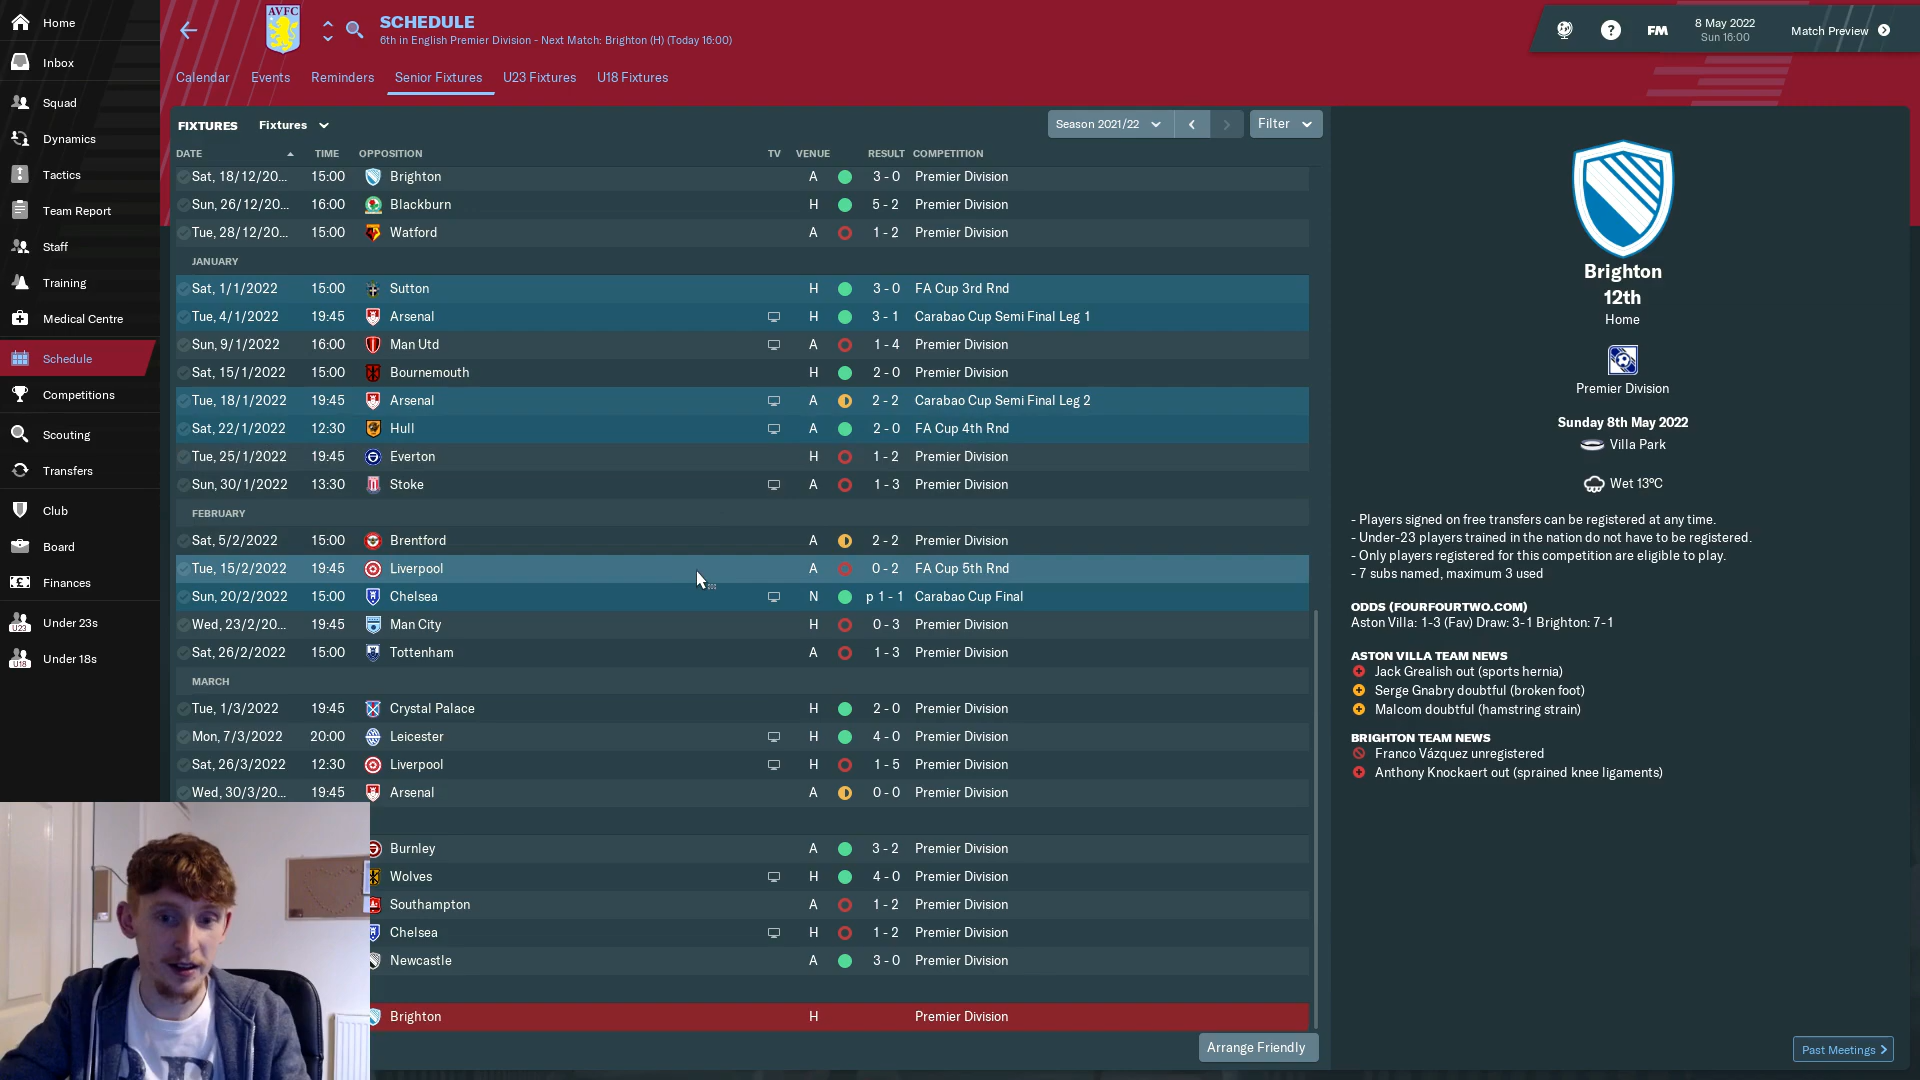 Home
Inbox
Squad
Dynamics
Tactics
Team Report
Staff
Training
Medical Centre
Schedule
Competitions
Scouting
Transfers
Club
Board
Finances
U23 Under 23s
U18 Under 18s
AVFC
SCHEDULE
6th in English Premier Division - Next Match: Brighton (H) (Today 16:00)
? FM 8 May 2022 Match Preview
Sun 16:00
Calendar Events Reminders Senior Fixtures U23 Fixtures U18 Fixtures
FIXTURES Fixtures Season 2021/22 Filter
DATE TIME OPPOSITION TV VENUE RESULT COMPETITION
Sat, 18/12/20... 15:00 Brighton A 3 - 0 Premier Division
Sun, 26/12/20... 16:00 Blackburn H 5 - 2 Premier Division
Tue, 28/12/20... 15:00 Watford A 1 - 2 Premier Division
JANUARY
Sat, 1/1/2022 15:00 Sutton H 3 - 0 FA Cup 3rd Rnd
Tue, 4/1/2022 19:45 Arsenal H 3 - 1 Carabao Cup Semi Final Leg 1
Sun, 9/1/2022 16:00 Man Utd A 1 - 4 Premier Division
Sat, 15/1/2022 15:00 Bournemouth H 2 - 0 Premier Division
Tue, 18/1/2022 19:45 Arsenal A 2 - 2 Carabao Cup Semi Final Leg 2
Sat, 22/1/2022 12:30 Hull A 2 - 0 FA Cup 4th Rnd
Tue, 25/1/2022 19:45 Everton H 1 - 2 Premier Division
Sun, 30/1/2022 13:30 Stoke A 1 - 3 Premier Division
FEBRUARY
Sat, 5/2/2022 15:00 Brentford A 2 - 2 Premier Division
Tue, 15/2/2022 19:45 Liverpool A 0 - 2 FA Cup 5th Rnd
Sun, 20/2/2022 15:00 Chelsea N p 1 - 1 Carabao Cup Final
Wed, 23/2/20... 19:45 Man City H 0 - 3 Premier Division
Sat, 26/2/2022 15:00 Tottenham A 1 - 3 Premier Division
MARCH
Tue, 1/3/2022 19:45 Crystal Palace H 2 - 0 Premier Division
Mon, 7/3/2022 20:00 Leicester H 4 - 0 Premier Division
Sat, 26/3/2022 12:30 Liverpool H 1 - 5 Premier Division
Wed, 30/3/20... 19:45 Arsenal A 0 - 0 Premier Division
Burnley A 3 - 2 Premier Division
Wolves H 4 - 0 Premier Division
Southampton A 1 - 2 Premier Division
Chelsea H 1 - 2 Premier Division
Newcastle A 3 - 0 Premier Division
Brighton H Premier Division
Arrange Friendly
Brighton
12th
Home
Premier Division
Sunday 8th May 2022
Villa Park
Wet 13ºC
- Players signed on free transfers can be registered at any time.
- Under-23 players trained in the nation do not have to be registered.
- Only players registered for this competition are eligible to play.
- 7 subs named, maximum 3 used
ODDS (FOURFOURTWO.COM)
Aston Villa: 1-3 (Fav) Draw: 3-1 Brighton: 7-1
ASTON VILLA TEAM NEWS
Jack Grealish out (sports hernia)
Serge Gnabry doubtful (broken foot)
Malcom doubtful (hamstring strain)
BRIGHTON TEAM NEWS
Franco Vázquez unregistered
Anthony Knockaert out (sprained knee ligaments)
Past Meetings